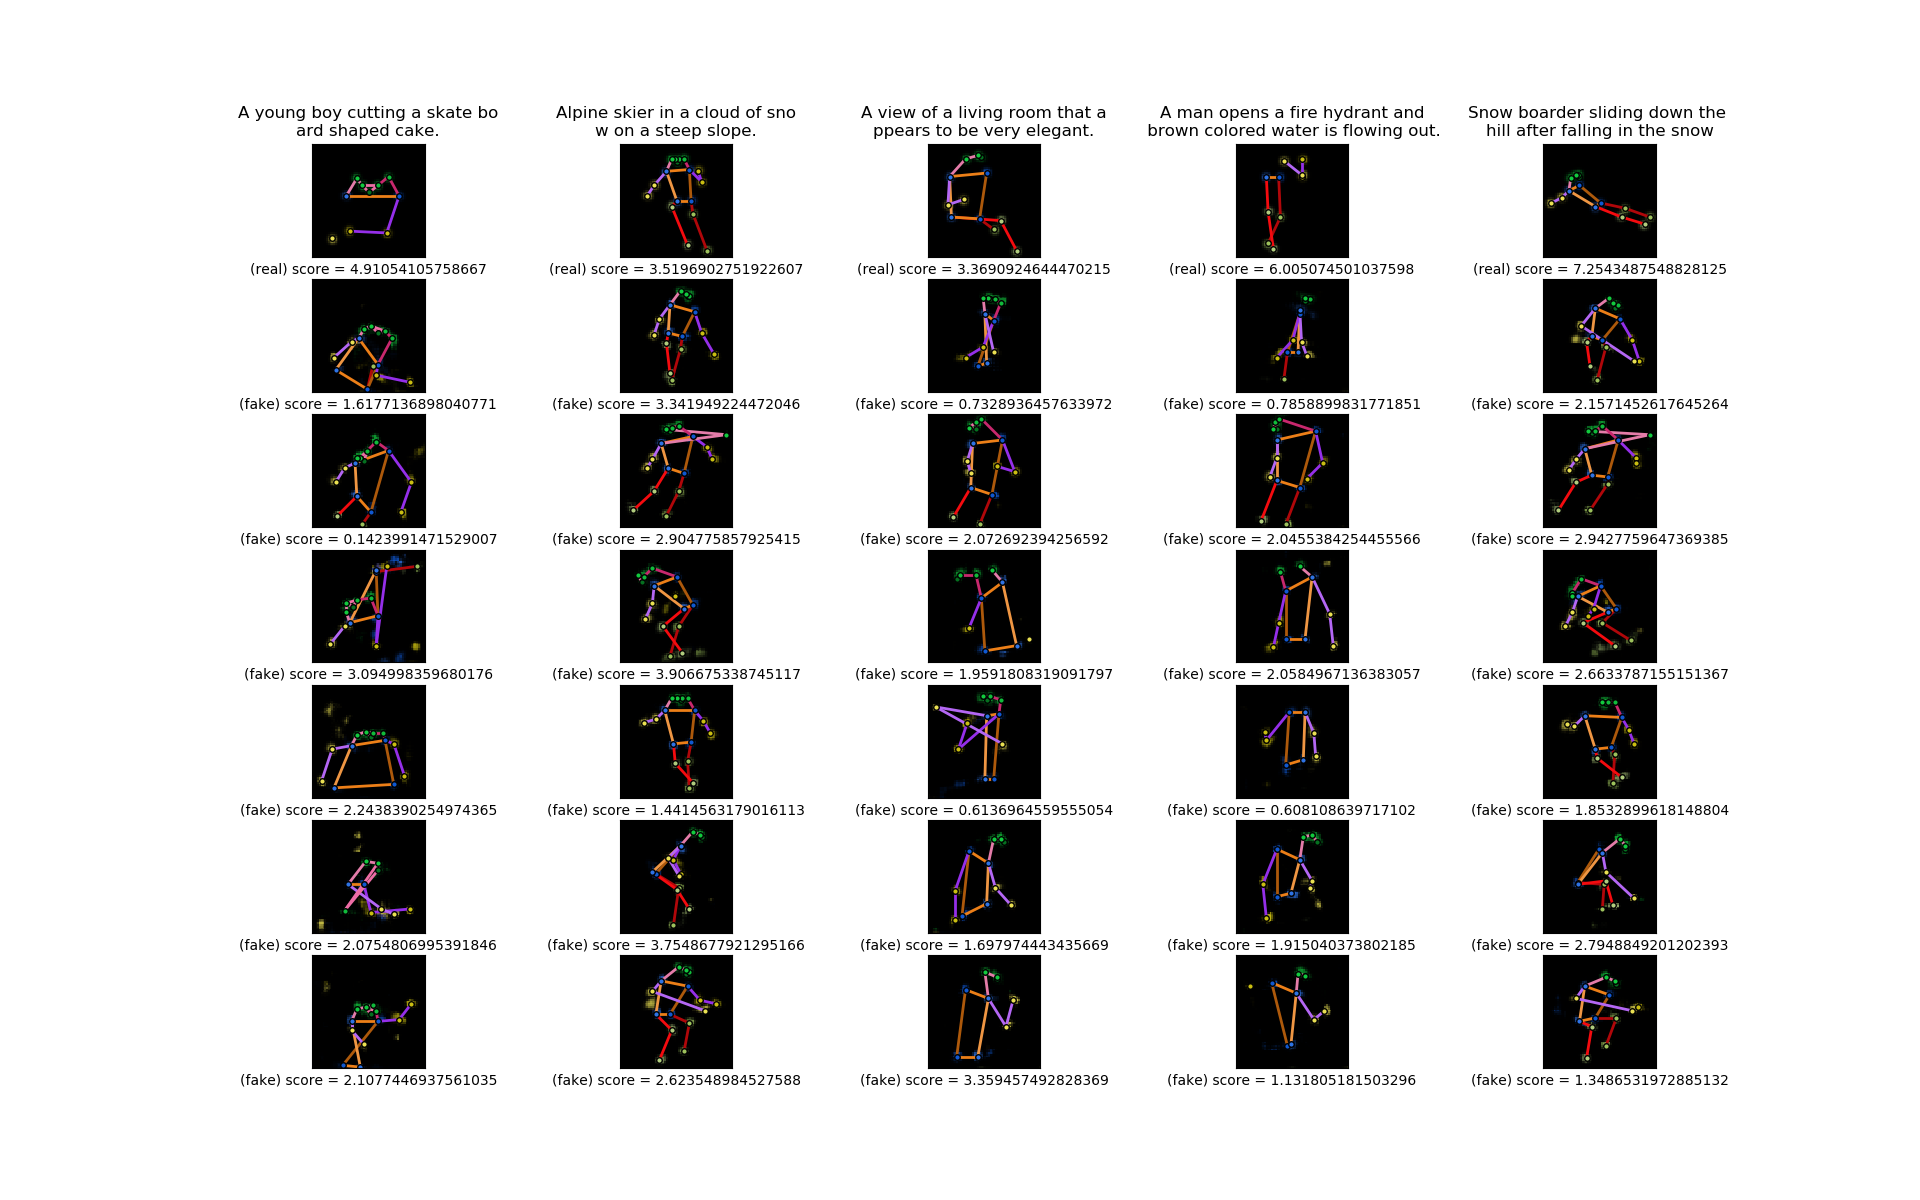 A young boy cutting a skate bo
ard shaped cake.
Alpine skier in a cloud of sno
w on a steep slope.
A view of a living room that a
ppears to be very elegant.
A man opens a fire hydrant and
brown colored water is flowing out.
Snow boarder sliding down the
hill after falling in the snow
(real) score = 4.91054105758667
(real) score = 3.5196902751922607
(real) score = 3.3690924644470215
(real) score = 6.005074501037598
(real) score = 7.2543487548828125
(fake) score = 1.6177136898040771
(fake) score = 3.341949224472046
(fake) score = 0.7328936457633972
(fake) score = 0.7858899831771851
(fake) score = 2.1571452617645264
(fake) score = 0.1423991471529007
(fake) score = 2.904775857925415
(fake) score = 2.072692394256592
(fake) score = 2.0455384254455566
(fake) score = 2.9427759647369385
(fake) score = 3.094998359680176
(fake) score = 3.906675338745117
(fake) score = 1.9591808319091797
(fake) score = 2.0584967136383057
(fake) score = 2.6633787155151367
(fake) score = 2.2438390254974365
(fake) score = 1.4414563179016113
(fake) score = 0.6136964559555054
(fake) score = 0.608108639717102
(fake) score = 1.8532899618148804
(fake) score = 2.0754806995391846
(fake) score = 3.7548677921295166
(fake) score = 1.697974443435669
(fake) score = 1.915040373802185
(fake) score = 2.7948849201202393
(fake) score = 2.1077446937561035
(fake) score = 2.623548984527588
(fake) score = 3.359457492828369
(fake) score = 1.131805181503296
(fake) score = 1.3486531972885132